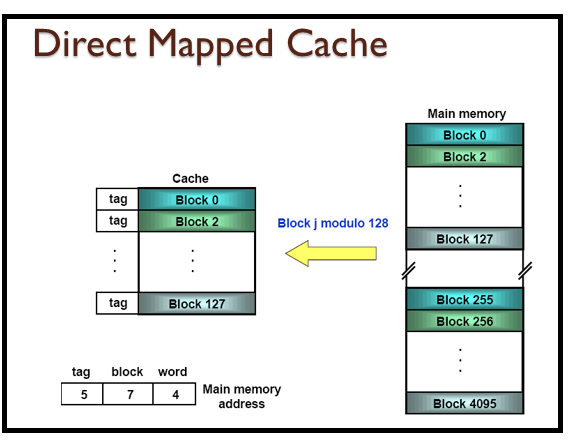 Direct Mapped Cache
Main memory
Block 0
Block 2
.
.
.
Block 127
Block 255
Block 256
.
.
.
Block 4095
Cache
tag Block 0
tag Block 2
. .
. .
. .
tag Block 127
Block j modulo 128
tag block word
5 7 4
Main memory
address